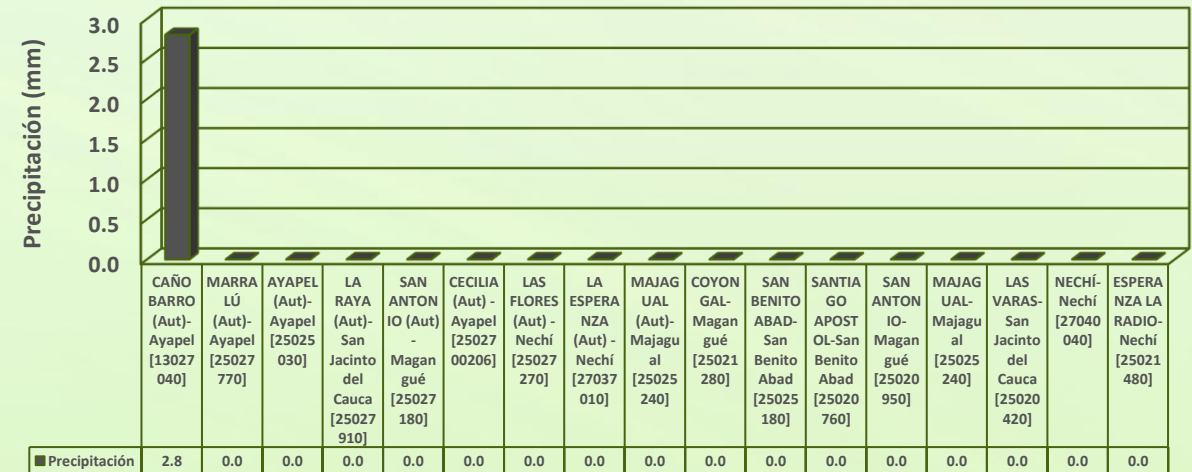 Precipitación (mm)
3.0
2.5
2.0
1.5
1.0
0.5
0.0
CAÑO
BARRO
(Aut)-
Ayapel
[13027
040]
MARRA
LÚ
(Aut)-
Ayapel
[25027
770]
AYAPEL
(Aut)-
Ayapel
[25025
030]
LA
RAYA
(Aut)-
San
Jacinto
del
Cauca
[25027
910]
SAN
ANTON
IO (Aut)
-
Magan
gué
[25027
180]
CECILIA
(Aut) -
Ayapel
[25027
00206]
LAS
FLORES
(Aut) -
Nechí
[25027
270]
LA
ESPERA
NZA
(Aut) -
Nechí
[27037
010]
MAJAG
UAL
(Aut)-
Majagu
al
[25025
240]
COYON
GAL-
Magan
gué
[25021
280]
SAN
BENITO
ABAD-
San
Benito
Abad
[25025
180]
SANTIA
GO
APOST
OL-San
Benito
Abad
[25020
760]
SAN
ANTON
IO-
Magan
gué
[25020
950]
MAJAG
UAL-
Majagu
al
[25025
240]
LAS
VARAS-
San
Jacinto
del
Cauca
[25020
420]
NECHÍ-
Nechí
[27040
040]
ESPERA
NZA LA
RADIO-
Nechí
[25021
480]
Precipitación 2.8 0.0 0.0 0.0 0.0 0.0 0.0 0.0 0.0 0.0 0.0 0.0 0.0 0.0 0.0 0.0 0.0